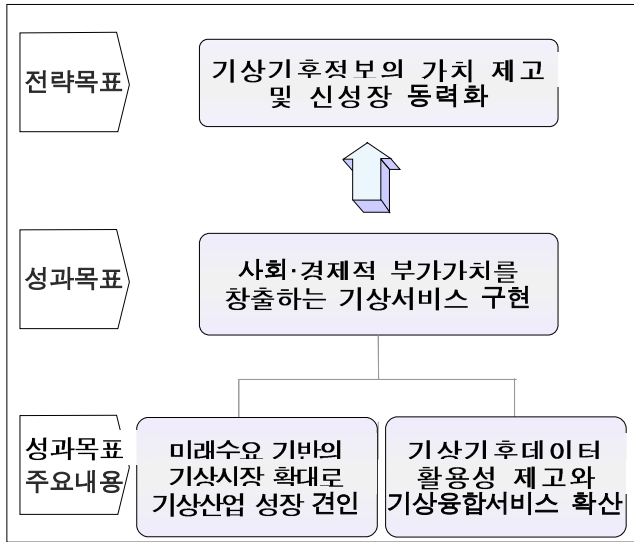 전략목표
기상기후정보의 가치 제고
및 신성장 동력화
성과목표
사회·경제적 부가가치를
창출하는 기상서비스 구현
성과목표
주요내용
미래수요 기반의
기상시장 확대로
기상산업 성장 견인
기상기후데이터
활용성 제고와
기상융합서비스 확산